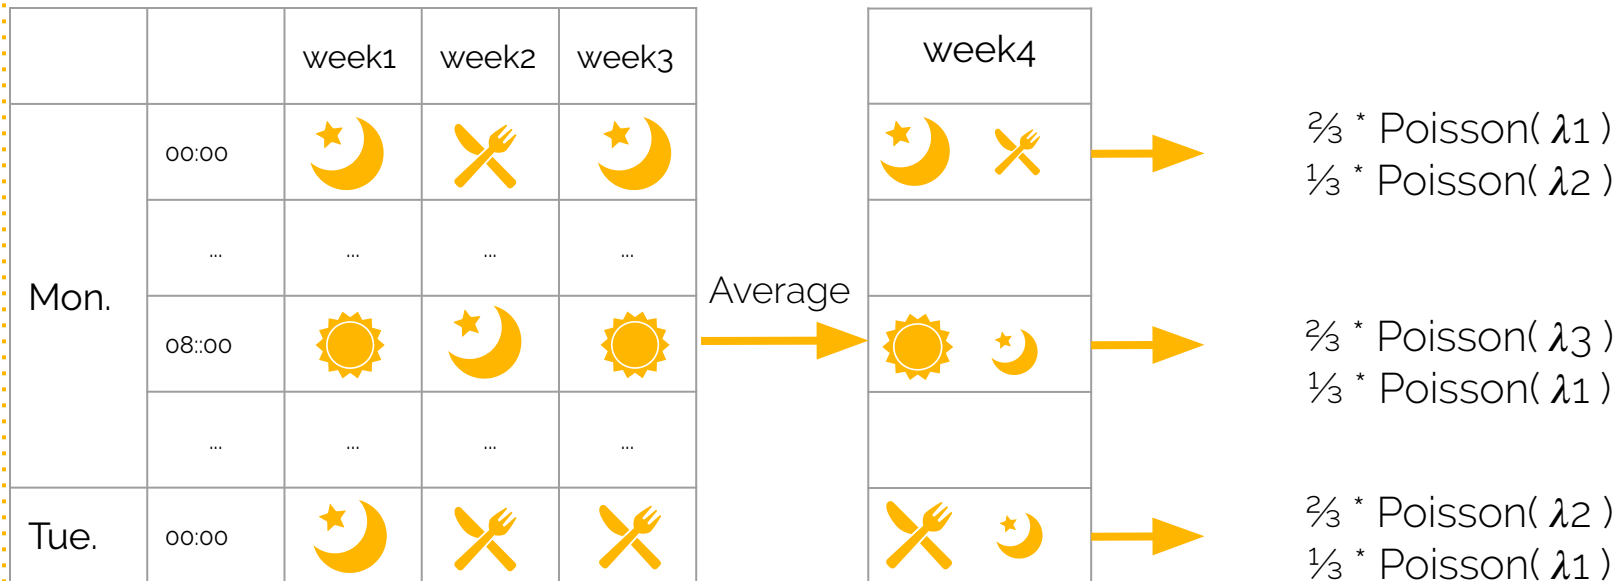 week1 week2 week3 week4
00:00
⅔ * Poisson( λ1 )
⅓ * Poisson( λ2 )
... ... ... ...
Mon.
Average
08::00
⅔ * Poisson( λ3 )
⅓ * Poisson( λ1 )
... ... ... ...
Tue. 00:00
⅔ * Poisson( λ2 )
⅓ * Poisson( λ1 )